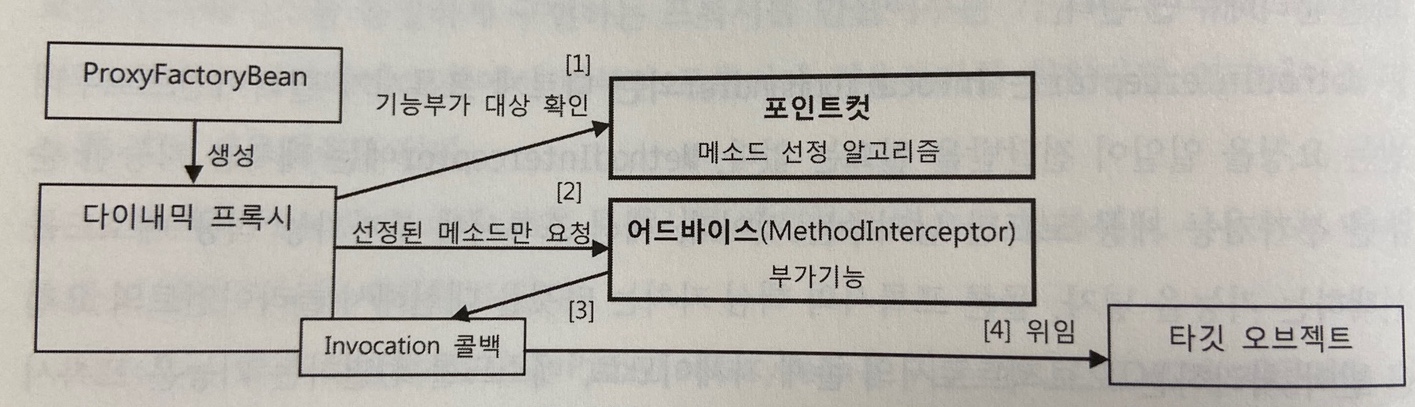 ProxyFactoryBean
생성
다이내믹 프록시
[1]
기능부가 대상 확인
포인트컷
메소드 선정 알고리즘
[2]
선정된 메소드만 요청
어드바이스(MethodInterceptor)
부가기능
[3]
Invocation 콜백
[4] 위임
타깃 오브젝트